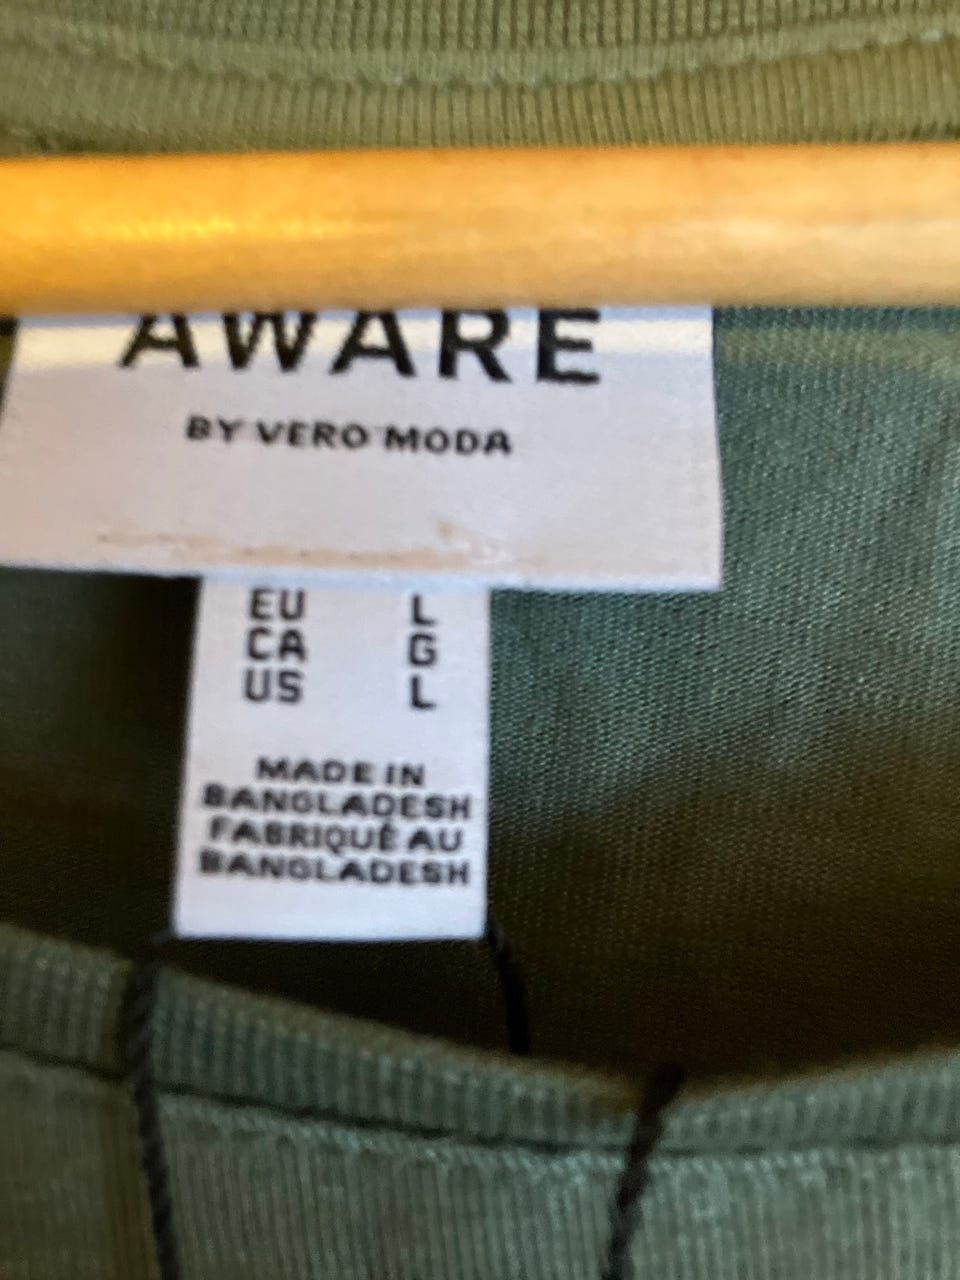 AWARE
BY VERO MODA
EU L
CA G
US L
MADE IN
BANGLADESH
FABRIQUÉ AU
BANGLADESH